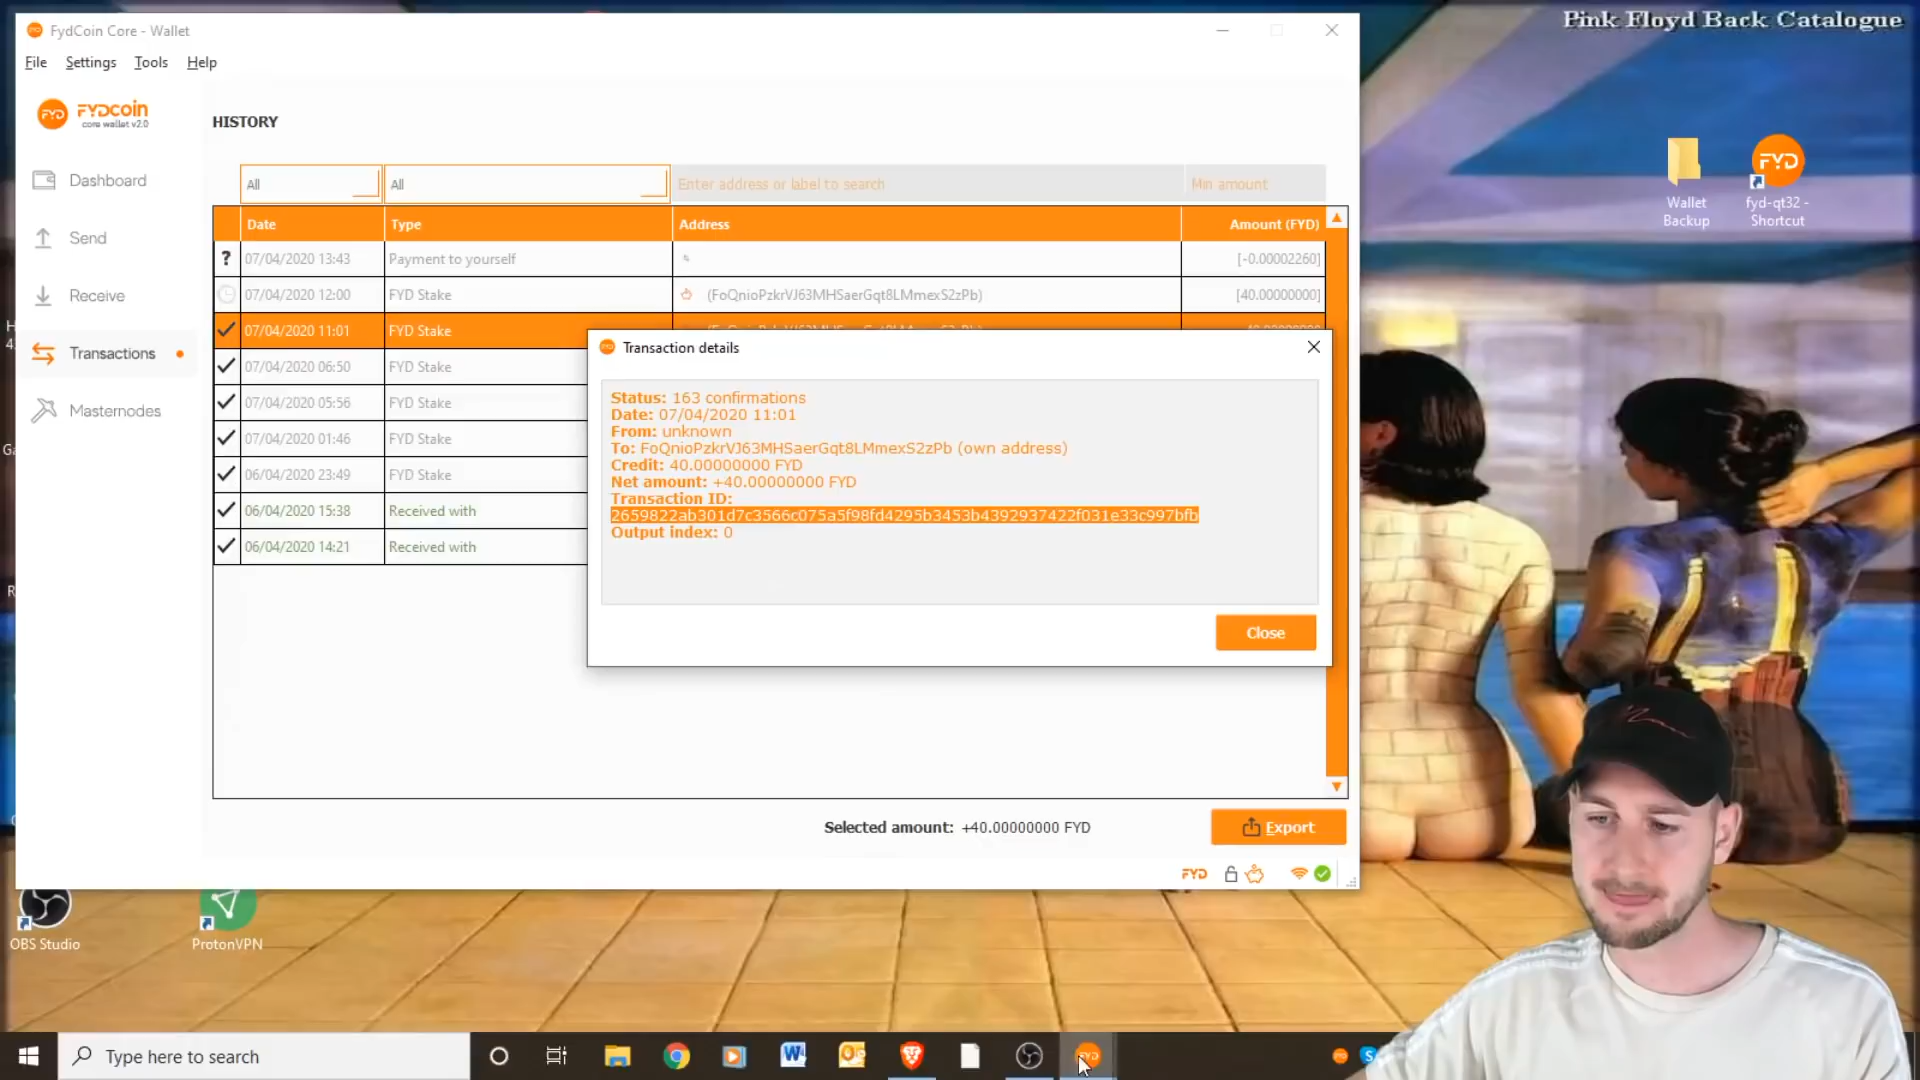 Pink Floyd Back Catalogue
FydCoin Core - Wallet
File Settings Tools Help
FYD FYDcoin
core wallet v2.0
HISTORY
Dashboard
Send
Receive
Transactions
Masternodes
All All Enter address or label to search Min amount
Date Type Address Amount (FYD)
? 07/04/2020 13:43 Payment to yourself [-0.00002260]
07/04/2020 12:00 FYD Stake (FoQnioPzkrVJ63MHSaerGqt8LMmexS2zPb) [40.00000000]
07/04/2020 11:01 FYD Stake
07/04/2020 06:50 FYD Stake
07/04/2020 05:56 FYD Stake
07/04/2020 01:46 FYD Stake
06/04/2020 23:49 FYD Stake
06/04/2020 15:38 Received with
06/04/2020 14:21 Received with
Transaction details
Status: 163 confirmations
Date: 07/04/2020 11:01
From: unknown
To: FoQnioPzkrVJ63MHSaerGqt8LMmexS2zPb (own address)
Credit: 40.00000000 FYD
Net amount: +40.00000000 FYD
Transaction ID:
2659822ab301d7c3566c075a5f98fd4295b3453b4392937422f031e33c997bfb
Output index: 0
Close
Selected amount: +40.00000000 FYD
Export
FYD
FYD
Wallet
Backup
fyd-qt32 -
Shortcut
OBS Studio
ProtonVPN
Type here to search